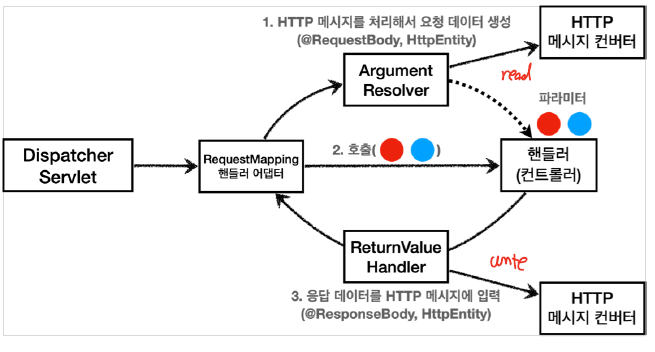 1. HTTP 메시지를 처리해서 요청 데이터 생성
(@RequestBody, HttpEntity)
HTTP
메시지 컨버터
Argument
Resolver
read
파라미터
Dispatcher
Servlet
RequestMapping
핸들러 어댑터
2. 호출( )
핸들러
(컨트롤러)
ReturnValue
Handler
write
3. 응답 데이터를 HTTP 메시지에 입력
(@ResponseBody, HttpEntity)
HTTP
메시지 컨버터